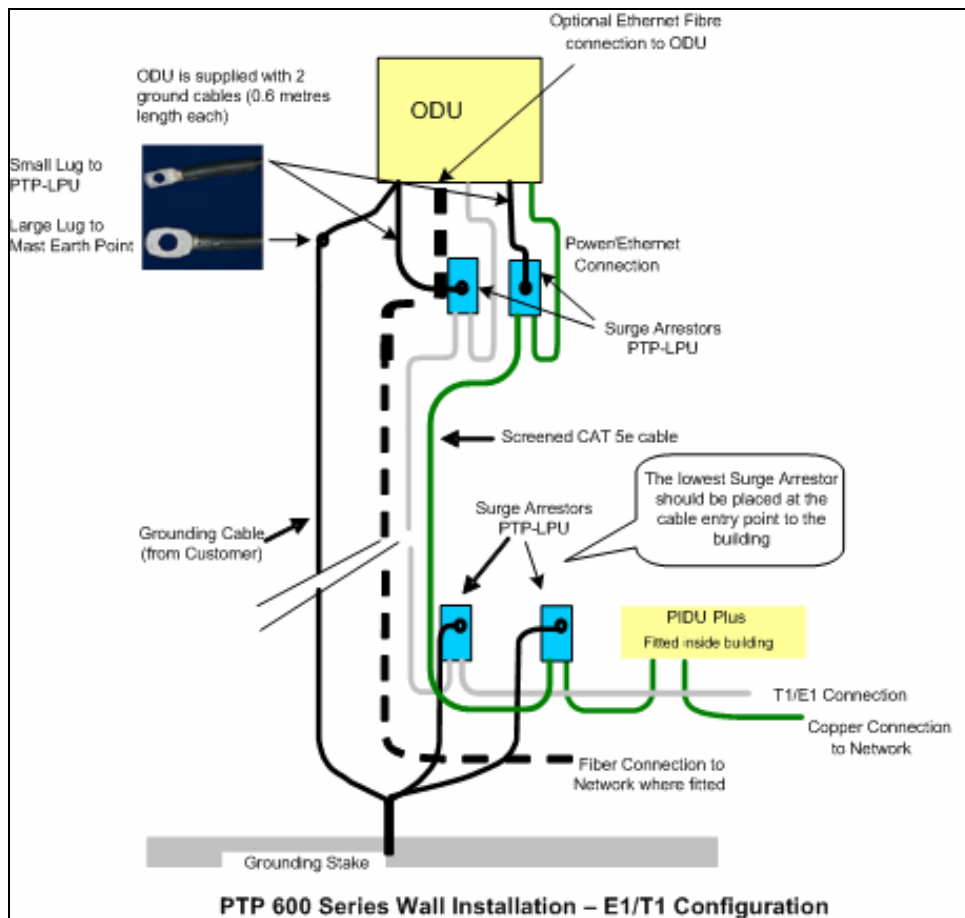 Optional Ethernet Fibre
connection to ODU
ODU is supplied with 2
ground cables (0.6 metres
length each)
ODU
Small Lug to
PTP-LPU
Large Lug to
Mast Earth Point
Power/Ethernet
Connection
Surge Arrestors
PTP-LPU
Screened CAT 5e cable
The lowest Surge Arrestor
should be placed at the
cable entry point to the
building
Surge Arrestors
PTP-LPU
Grounding Cable
(from Customer)
PIDU Plus
Fitted inside building
T1/E1 Connection
Copper Connection
to Network
Fiber Connection to
Network where fitted
Grounding Stake
PTP 600 Series Wall Installation – E1/T1 Configuration